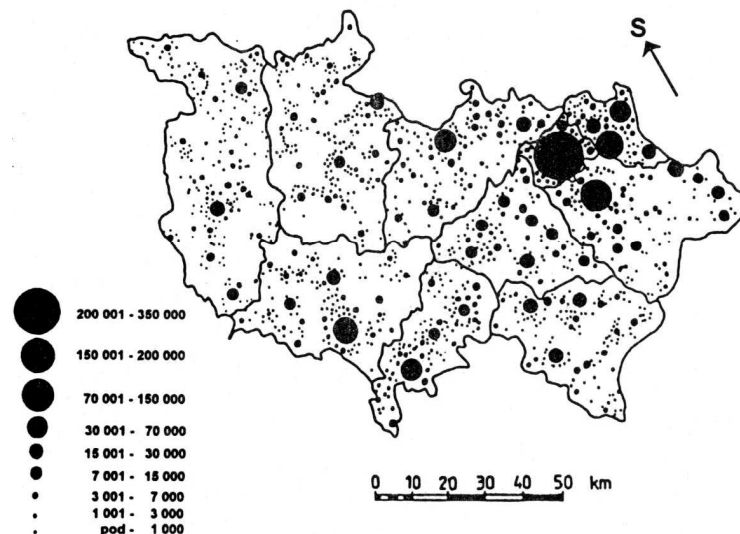 S
200 001 - 350 000
150 001 - 200 000
70 001 - 150 000
30 001 - 70 000
15 001 - 30 000
7 001 - 15 000
3 001 - 7 000
1 001 - 3 000
pod - 1 000
0 10 20 30 40 50 km